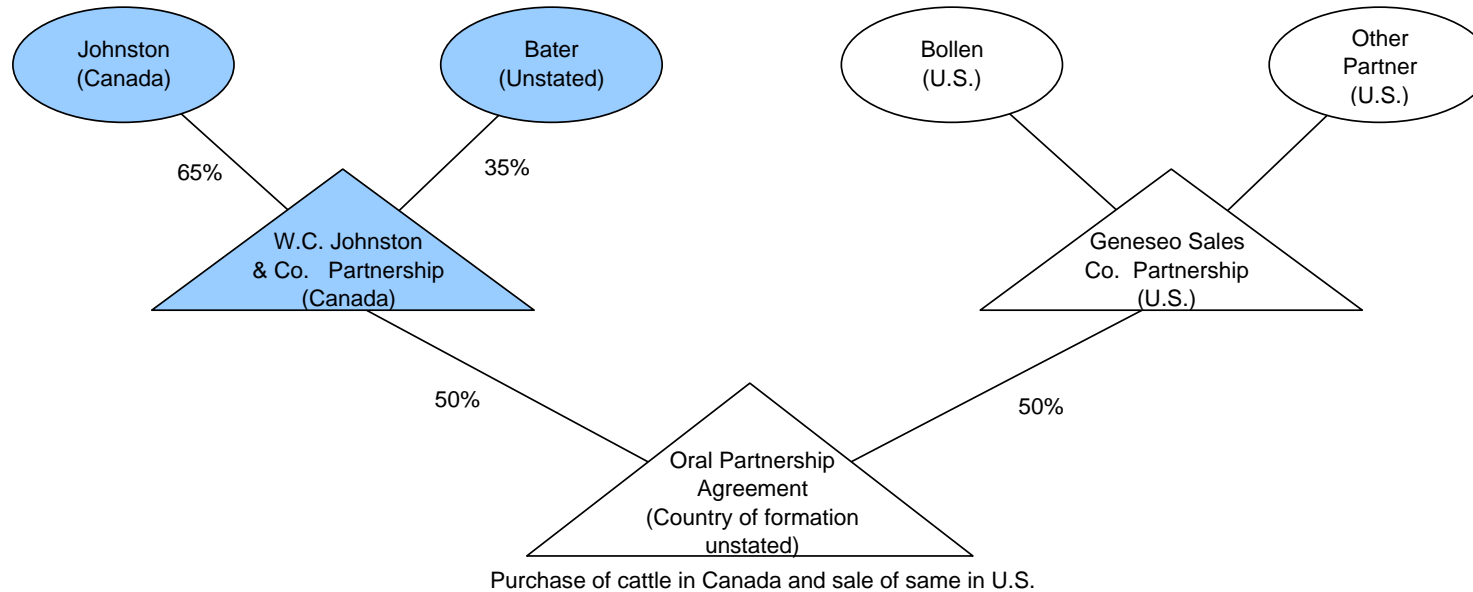 Johnston
(Canada)
Bater
(Unstated)
Bollen
(U.S.)
Other
Partner
(U.S.)
65%
35%
W.C. Johnston
& Co. Partnership
(Canada)
Geneseo Sales
Co. Partnership
(U.S.)
50%
50%
Oral Partnership
Agreement
(Country of formation
unstated)
Purchase of cattle in Canada and sale of same in U.S.